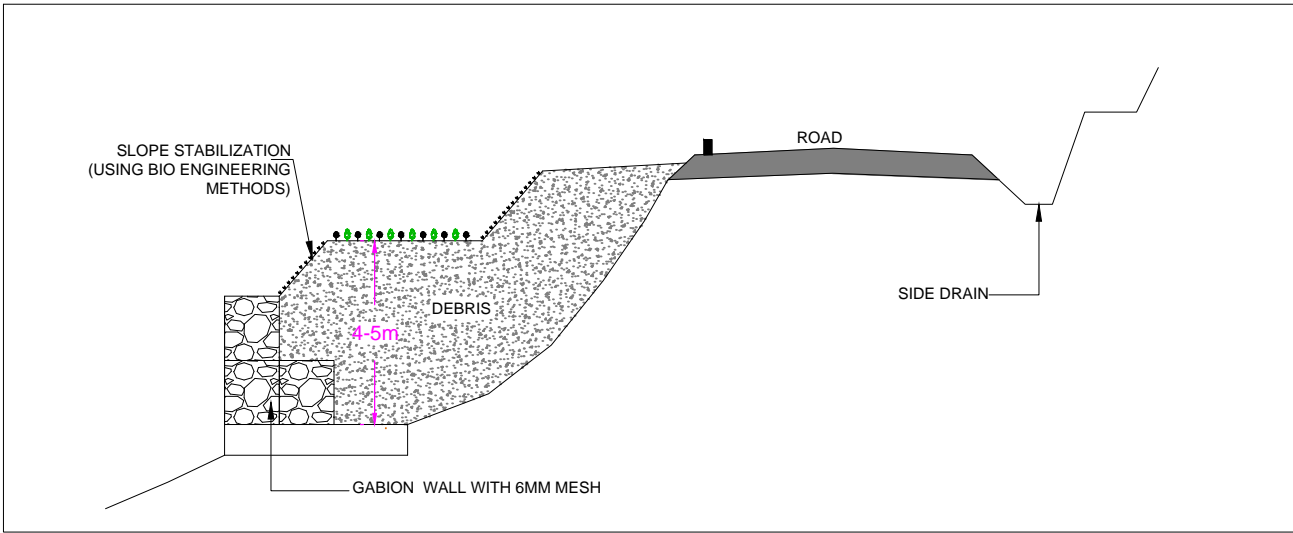 ROAD
SLOPE STABILIZATION
(USING BIO ENGINEERING
METHODS)
SIDE DRAIN
DEBRIS
4-5m
GABION WALL WITH 6MM MESH